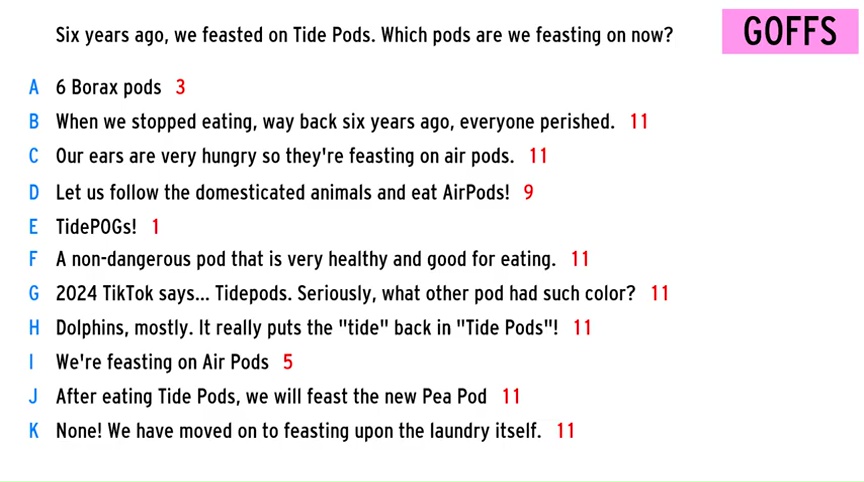 Six years ago, we feasted on Tide Pods. Which pods are we feasting on now?
GOFFS
A 6 Borax pods 3
B When we stopped eating, way back six years ago, everyone perished. 11
C Our ears are very hungry so they're feasting on air pods. 11
D Let us follow the domesticated animals and eat AirPods! 9
E TidePOGs! 1
F A non-dangerous pod that is very healthy and good for eating. 11
G 2024 TikTok says... Tidepods. Seriously, what other pod had such color? 11
H Dolphins, mostly. It really puts the "tide" back in "Tide Pods"! 11
I We're feasting on Air Pods 5
J After eating Tide Pods, we will feast the new Pea Pod 11
K None! We have moved on to feasting upon the laundry itself. 11